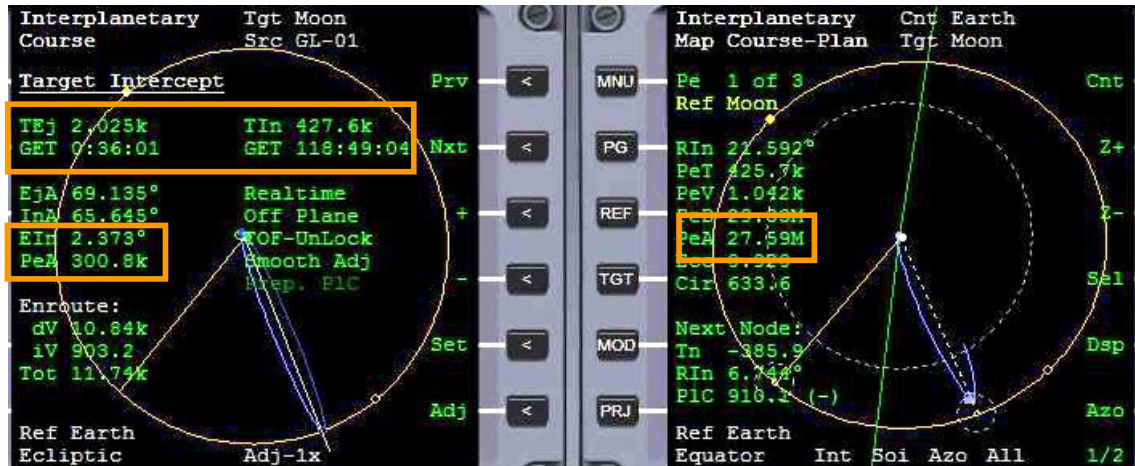 Interplanetary Tgt Moon
Course Src GL-01
Target Intercept
Prv
TEj 2.025k TIn 427.6k
GET 0:36:01 GET 118:49:04
Nxt
EjA 69.135° Realtime
InA 65.645° Off Plane
+
EIn 2.373° TOF-UnLock
PeA 300.8k Smooth Adj
Prep. PlC
-
Enroute:
dV 10.84k
iV 903.2
Set
Tot 11.74k
Adj
Ref Earth
Ecliptic Adj-1x
<
<
<
<
<
<
MNU
PG
REF
TGT
MOD
PRJ
Interplanetary Cnt Earth
Map Course-Plan Tgt Moon
Pe 1 of 3
Cnt
Ref Moon
RIn 21.592°
Z+
PeT 425.7k
PeV 1.042k
Z-
PeA 27.59M
Cir 633.6
Sel
Next Node:
Tn -385.9
Dsp
RIn 6.744°
PlC 910.1 (-)
Azo
Ref Earth
Equator Int Soi Azo All 1/2